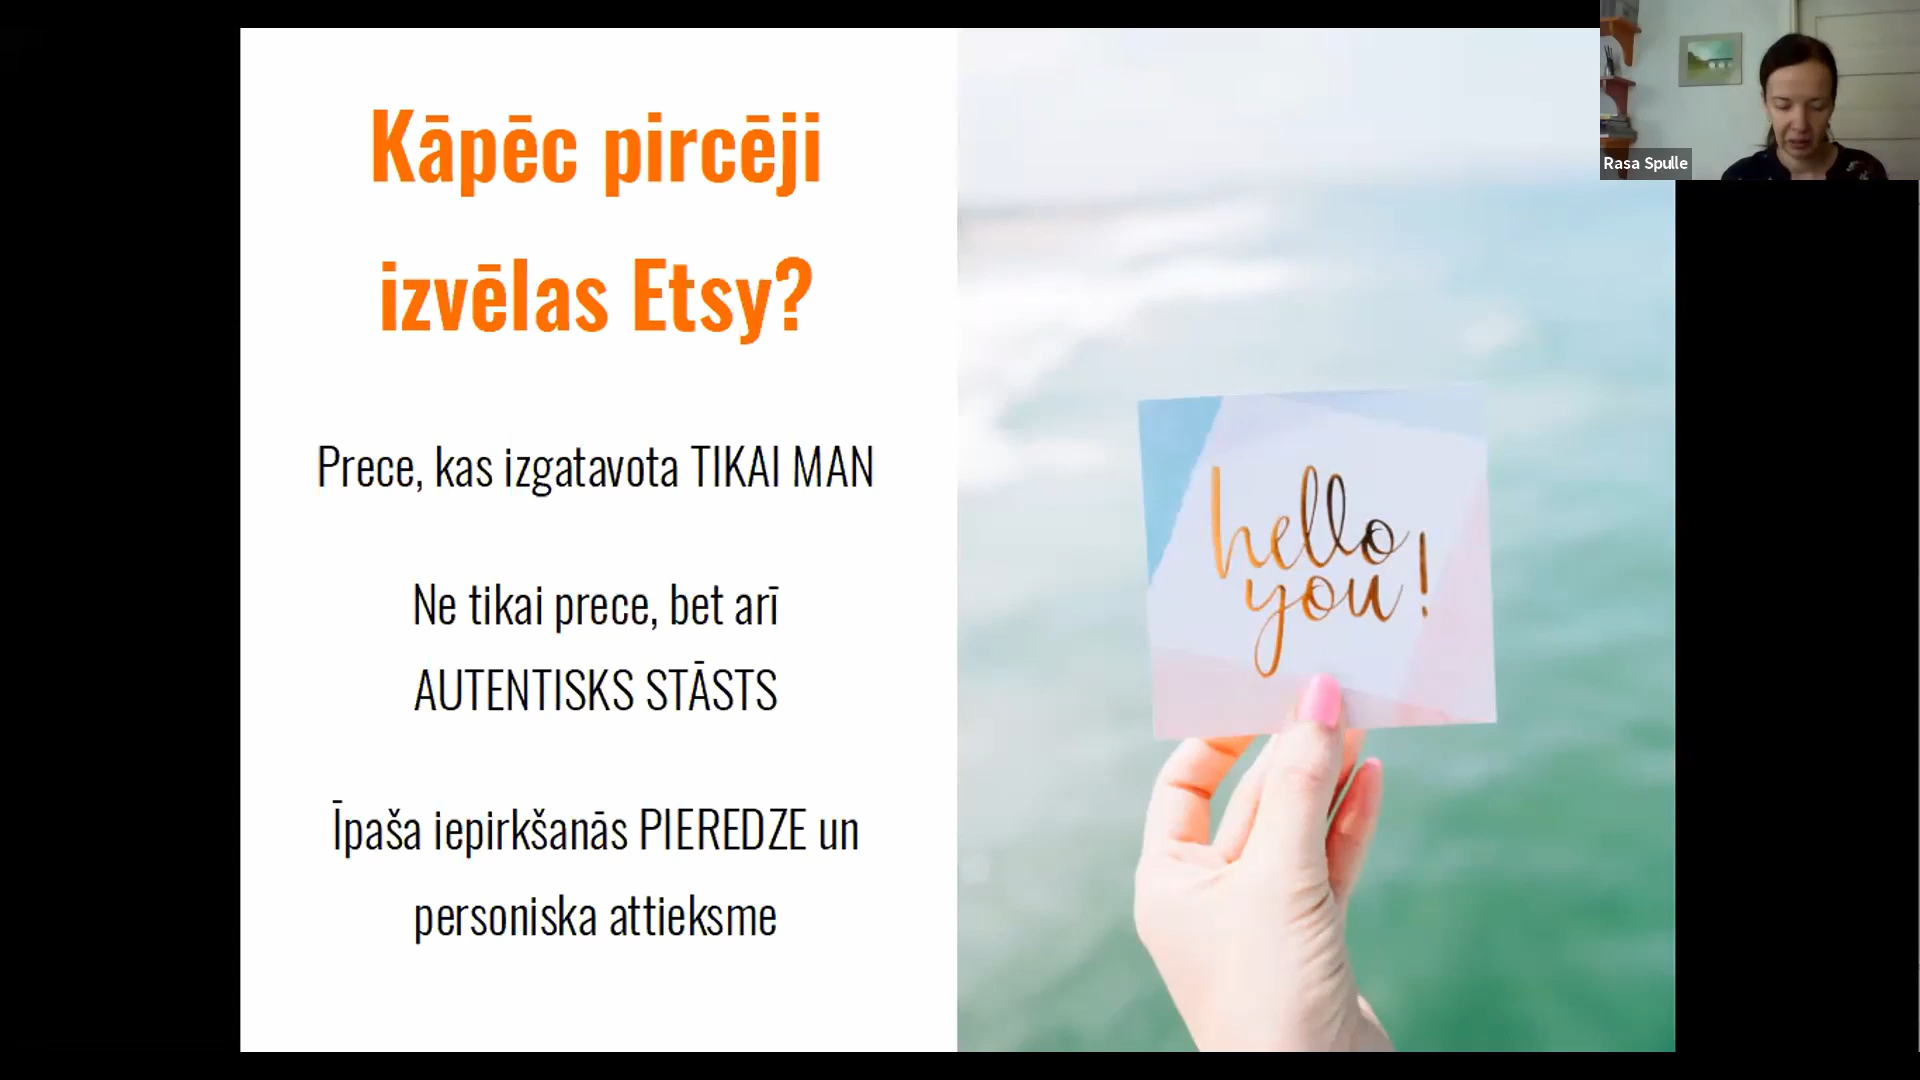 Kāpēc pircēji
izvēlas Etsy?
Prece, kas izgatavota TIKAI MAN
Ne tikai prece, bet arī
AUTENTISKS STĀSTS
Īpaša iepirkšanās PIEREDZE un
personiska attieksme
hello
you!
Rasa Spulle